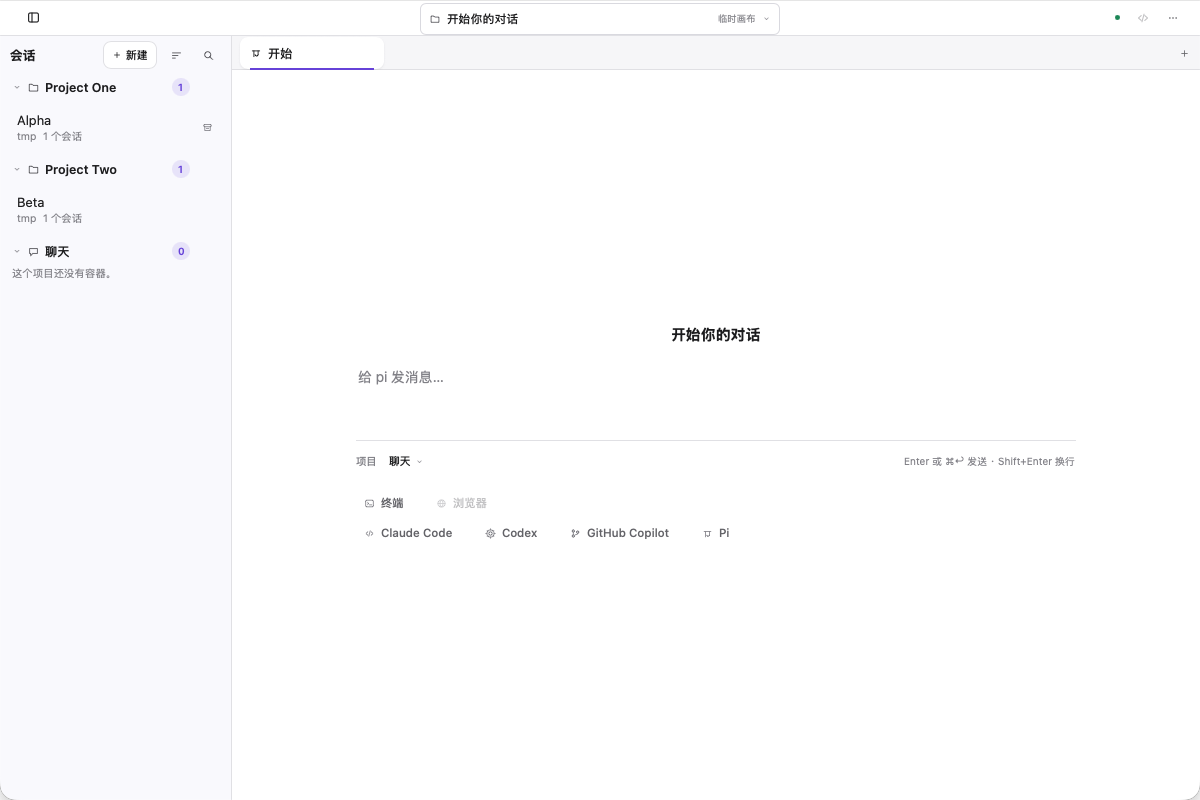 开始你的对话 临时画布
会话 + 新建
开始
Project One 1
Alpha
tmp 1 个会话
Project Two 1
Beta
tmp 1 个会话
聊天 0
这个项目还没有容器。
开始你的对话
给 pi 发消息...
项目 聊天 Enter 或 ⌘↩ 发送 · Shift+Enter 换行
终端 浏览器
Claude Code Codex GitHub Copilot Pi